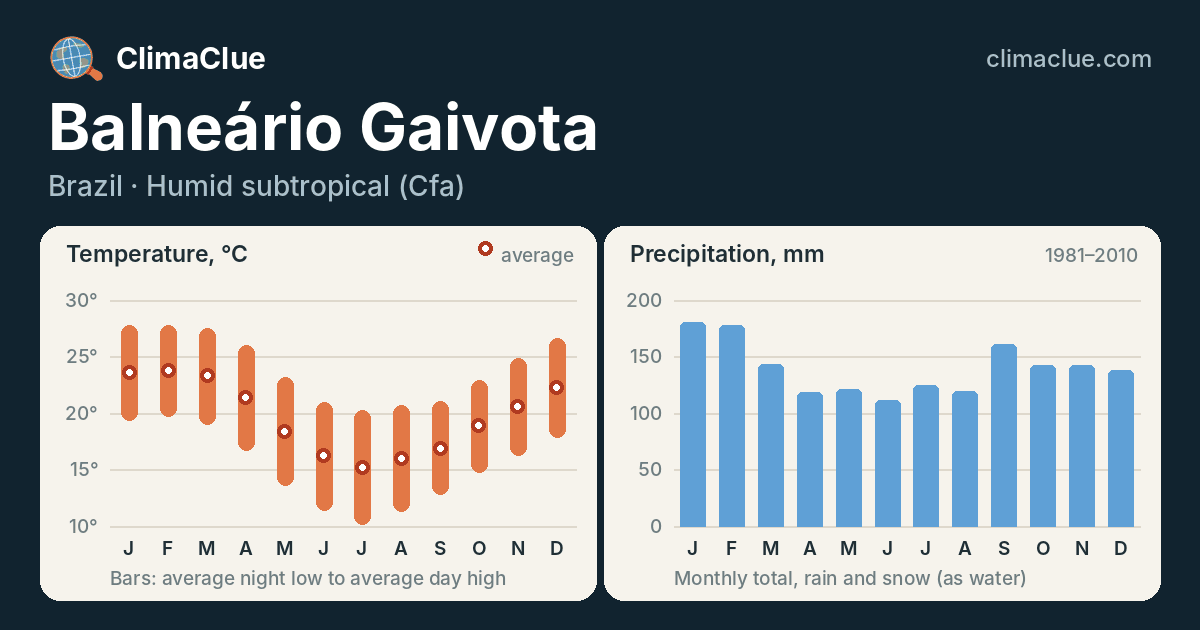 ClimaClue
climaclue.com
Balneário Gaivota
Brazil · Humid subtropical (Cfa)
Temperature, °C
average
30°
25°
20°
15°
10°
J F M A M J J A S O N D
Bars: average night low to average day high
Precipitation, mm
1981–2010
200
150
100
50
0
J F M A M J J A S O N D
Monthly total, rain and snow (as water)